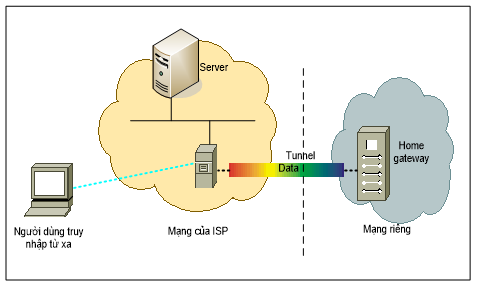 Server
Tunnel
Data
Home
gateway
Người dùng truy
nhập từ xa
Mạng của ISP
Mạng riêng